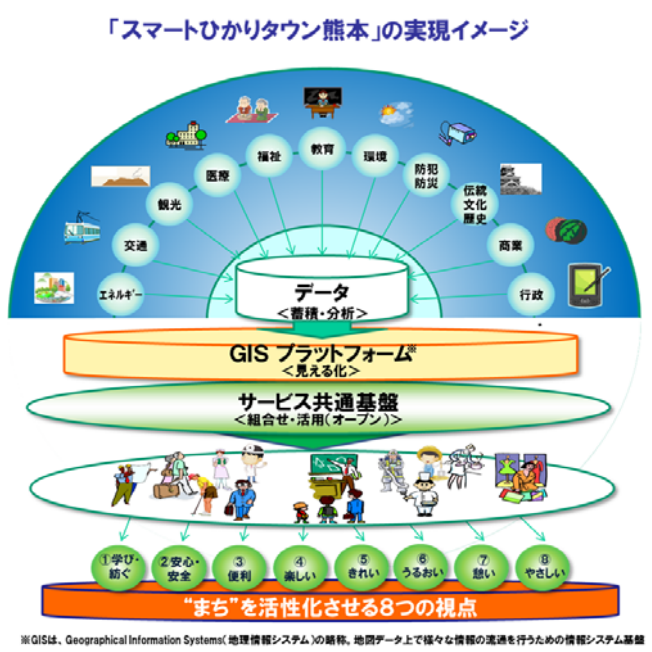 「スマートひかりタウン熊本」の実現イメージ
教育
福祉
環境
医療
防犯
防災
観光
伝統
文化
歴史
交通
商業
エネルギー
行政
データ
＜蓄積・分析＞
GIS プラットフォーム※
＜見える化＞
サービス共通基盤
＜組合せ・活用(オープン)＞
①学び・
紡ぐ
②安心・
安全
③
便利
④
楽しい
⑤
きれい
⑥
うるおい
⑦
憩い
⑧
やさしい
“まち”を活性化させる8つの視点
※GISは、Geographical Information Systems(地理情報システム)の略称。地図データ上で様々な情報の流通を行うための情報システム基盤